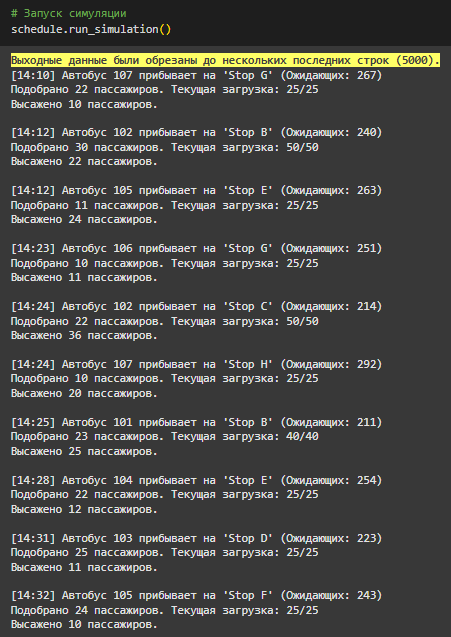 # Запуск симуляции
schedule.run_simulation()
Выходные данные были обрезаны до нескольких последних строк (5000).
[14:10] Автобус 107 прибывает на 'Stop G' (Ожидающих: 267)
Подобрано 22 пассажиров. Текущая загрузка: 25/25
Высажено 10 пассажиров.
[14:12] Автобус 102 прибывает на 'Stop B' (Ожидающих: 240)
Подобрано 30 пассажиров. Текущая загрузка: 50/50
Высажено 22 пассажиров.
[14:12] Автобус 105 прибывает на 'Stop E' (Ожидающих: 263)
Подобрано 11 пассажиров. Текущая загрузка: 25/25
Высажено 24 пассажиров.
[14:23] Автобус 106 прибывает на 'Stop G' (Ожидающих: 251)
Подобрано 10 пассажиров. Текущая загрузка: 25/25
Высажено 11 пассажиров.
[14:24] Автобус 102 прибывает на 'Stop C' (Ожидающих: 214)
Подобрано 22 пассажиров. Текущая загрузка: 50/50
Высажено 36 пассажиров.
[14:24] Автобус 107 прибывает на 'Stop H' (Ожидающих: 292)
Подобрано 10 пассажиров. Текущая загрузка: 25/25
Высажено 20 пассажиров.
[14:25] Автобус 101 прибывает на 'Stop B' (Ожидающих: 211)
Подобрано 23 пассажиров. Текущая загрузка: 40/40
Высажено 25 пассажиров.
[14:28] Автобус 104 прибывает на 'Stop E' (Ожидающих: 254)
Подобрано 22 пассажиров. Текущая загрузка: 25/25
Высажено 12 пассажиров.
[14:31] Автобус 103 прибывает на 'Stop D' (Ожидающих: 223)
Подобрано 25 пассажиров. Текущая загрузка: 25/25
Высажено 11 пассажиров.
[14:32] Автобус 105 прибывает на 'Stop F' (Ожидающих: 243)
Подобрано 24 пассажиров. Текущая загрузка: 25/25
Высажено 10 пассажиров.